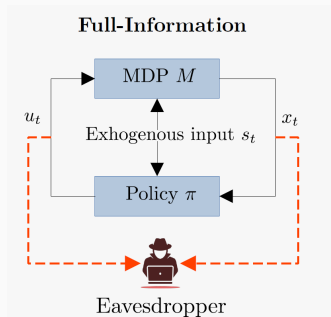 Full-Information
MDP M
u_t
x_t
Exhogenous input s_t
Policy π
Eavesdropper